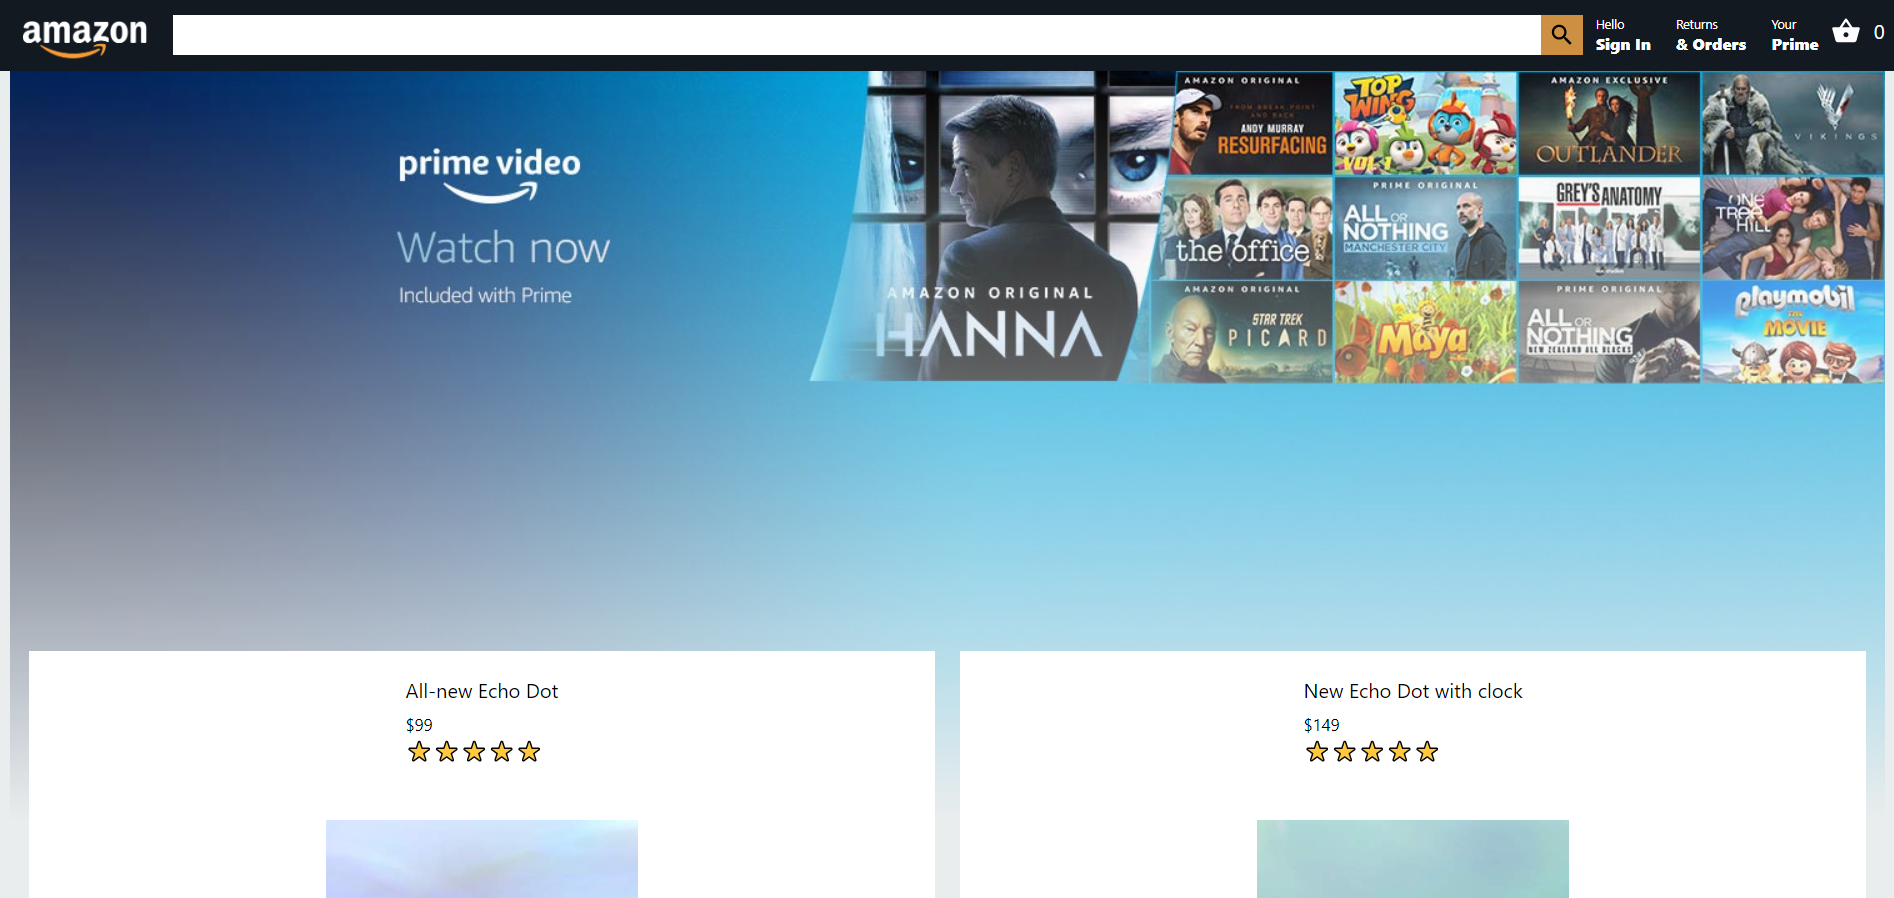 amazon
Hello
Sign In
Returns
& Orders
Your
Prime
0
prime video
Watch now
Included with Prime
AMAZON ORIGINAL
HANNA
AMAZON ORIGINAL
FROM BREAK POINT
AND BACK
ANDY MURRAY
RESURFACING
TOP
WING
VOL 1
AMAZON EXCLUSIVE
OUTLANDER
VIKINGS
the office
PRIME ORIGINAL
ALL OR
NOTHING
MANCHESTER CITY
GREY'S ANATOMY
ONE
TREE
HILL
AMAZON ORIGINAL
STAR TREK
PICARD
Maya
PRIME ORIGINAL
ALL OR
NOTHING
NEW ZEALAND ALL BLACKS
playmobil
THE
MOVIE
All-new Echo Dot
$99
New Echo Dot with clock
$149